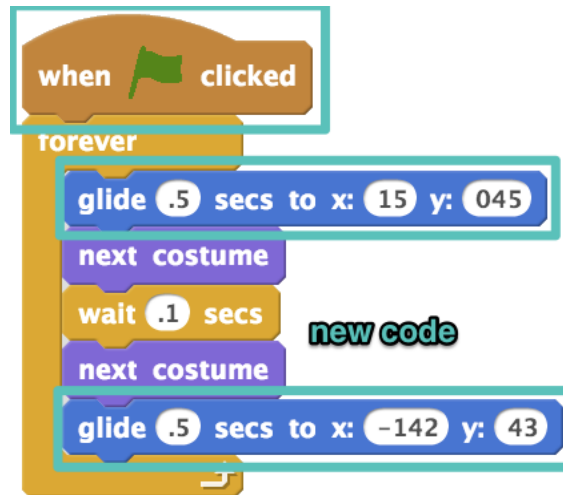 when clicked
forever
glide .5 secs to x: 15 y: 045
next costume
wait .1 secs
new code
next costume
glide .5 secs to x: -142 y: 43